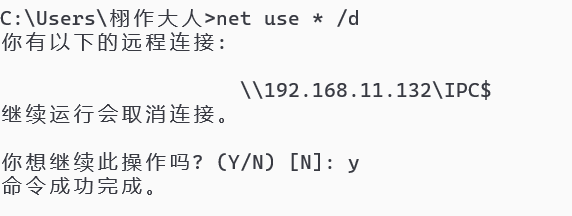 C:\Users\栩作大人>net use * /d
你有以下的远程连接:
\\192.168.11.132\IPC$
继续运行会取消连接。
你想继续此操作吗? (Y/N) [N]: y
命令成功完成。